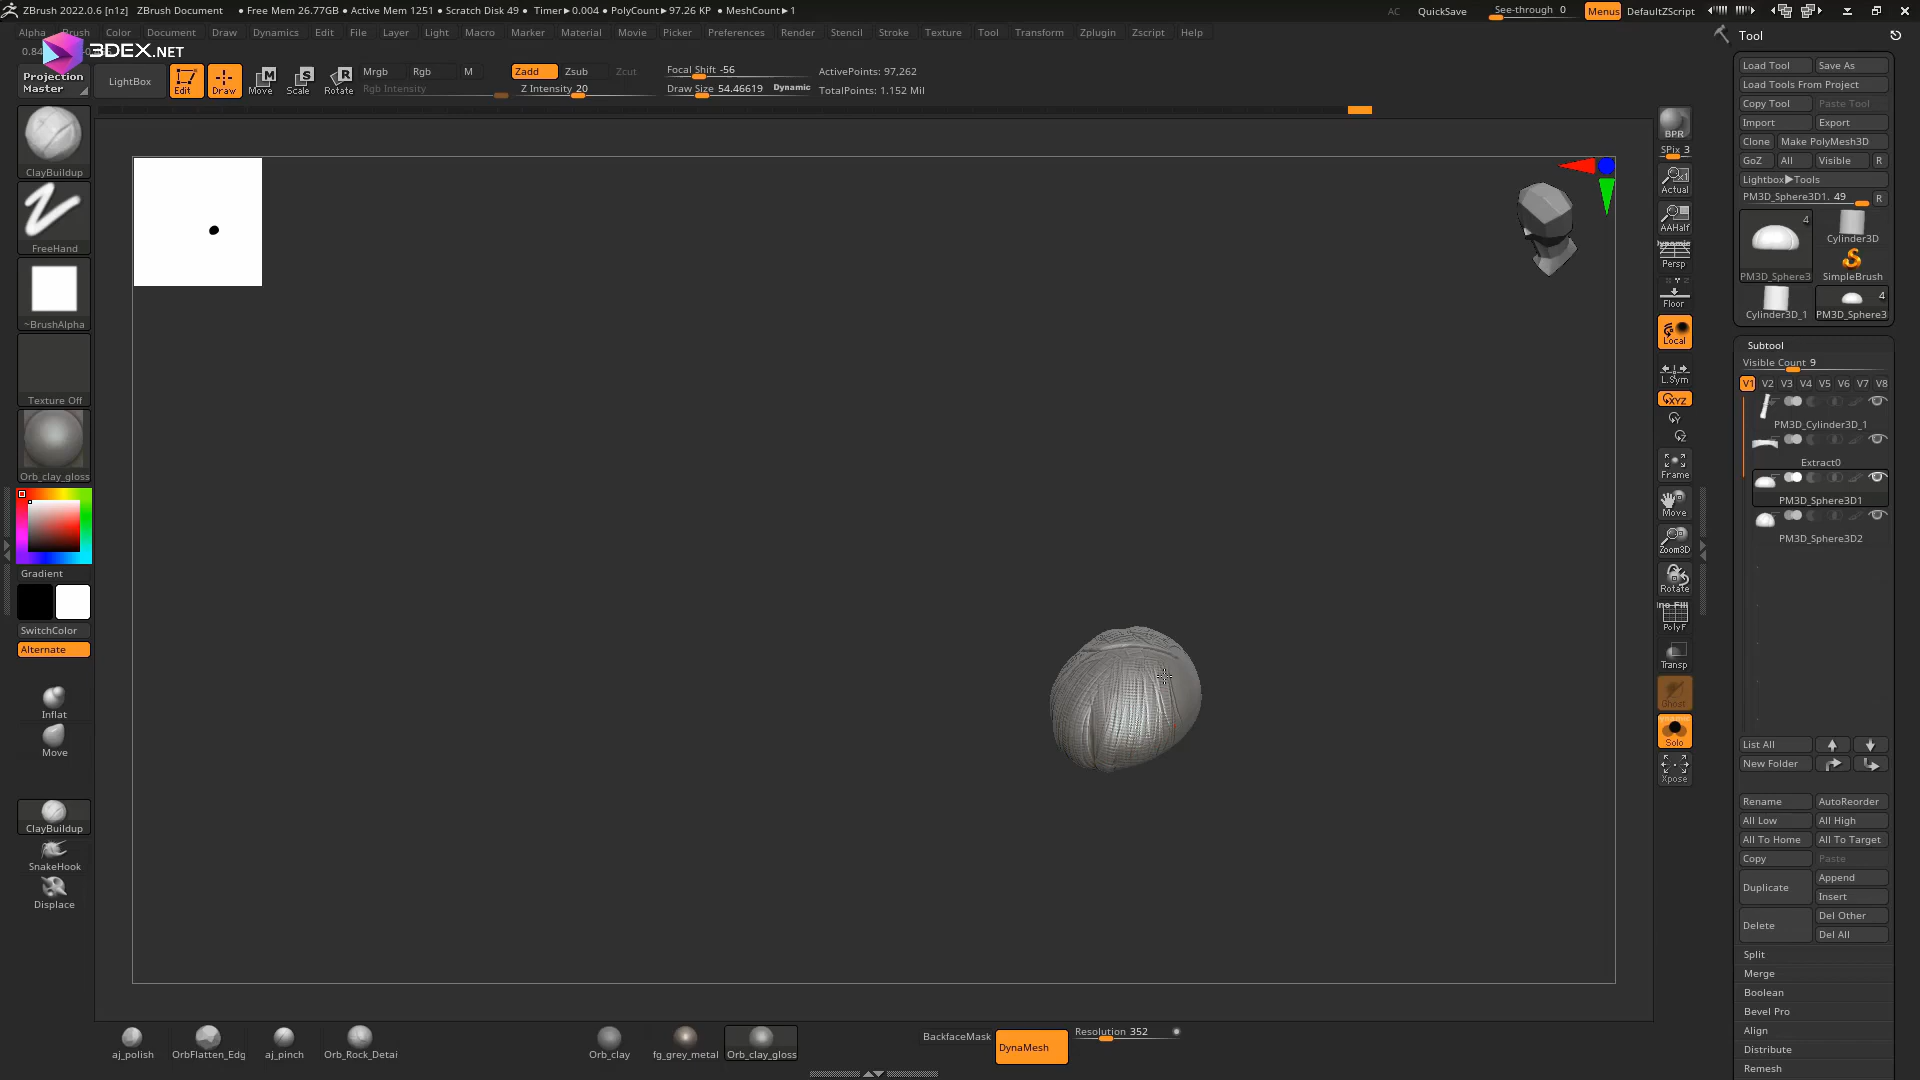 ZBrush 2022.0.6 [n1z] ZBrush Document • Free Mem 26.77GB • Active Mem 1251 • Scratch Disk 49 • Timer▶0.004 • PolyCount▶97.26 KP • MeshCount▶1 AC QuickSave See-through 0 Menus DefaultZScript
Alpha Brush Color Document Draw Dynamics Edit File Layer Light Macro Marker Material Movie Picker Preferences Render Stencil Stroke Texture Tool Transform Zplugin Zscript Help
3DEX.NET
Projection Master
LightBox
Edit Draw Move Scale Rotate
Mrgb Rgb M
Rgb Intensity
Zadd Zsub Zcut
Z Intensity 20
Focal Shift -56
Draw Size 54.46619 Dynamic
ActivePoints: 97,262
TotalPoints: 1.152 Mil
ClayBuildup
FreeHand
~BrushAlpha
Texture Off
Orb_clay_gloss
Gradient
SwitchColor
Alternate
Inflat
Move
ClayBuildup
SnakeHook
Displace
BPR
SPix 3
Actual
AAHalf
Dynamic
Persp
Floor
Local
L.Sym
XYZ
Y
Z
Frame
Move
Zoom3D
Rotate
PolyF
Transp
Ghost
Dynamic
Solo
Xpose
Tool
Load Tool Save As
Load Tools From Project
Copy Tool Paste Tool
Import Export
Clone Make PolyMesh3D
GoZ All Visible R
Lightbox▶Tools
PM3D_Sphere3D1. 49 R
4
Cylinder3D
PM3D_Sphere3 SimpleBrush
4
Cylinder3D_1 PM3D_Sphere3
Subtool
Visible Count 9
V1 V2 V3 V4 V5 V6 V7 V8
PM3D_Cylinder3D_1
Extract0
PM3D_Sphere3D1
PM3D_Sphere3D2
List All
New Folder
Rename AutoReorder
All Low All High
All To Home All To Target
Copy Paste
Duplicate Append
Insert
Delete Del Other
Del All
Split
Merge
Boolean
Bevel Pro
Align
Distribute
Remesh
aj_polish OrbFlatten_Edg aj_pinch Orb_Rock_Detai Orb_clay fg_grey_metal Orb_clay_gloss
BackfaceMask DynaMesh Resolution 352